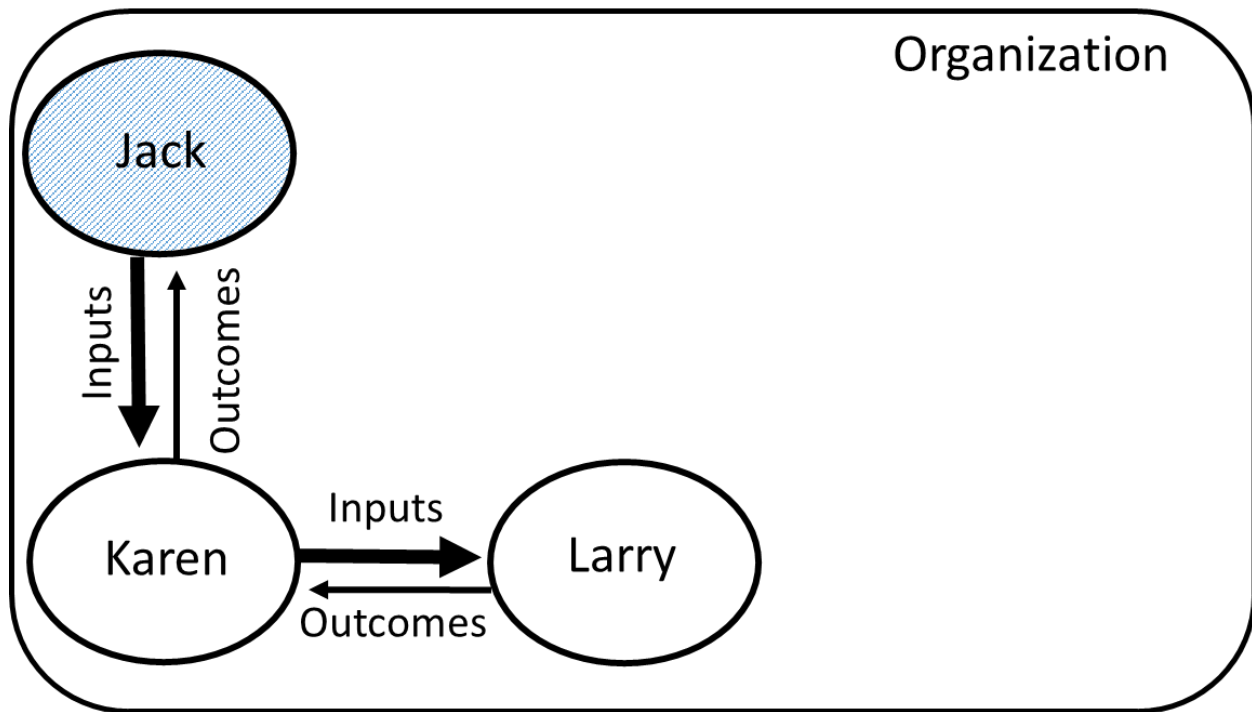 Organization
Jack
Inputs
Outcomes
Karen
Inputs
Outcomes
Larry